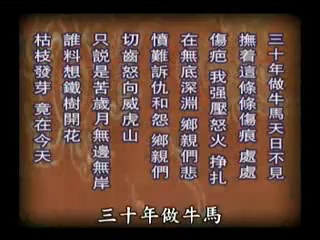 三十年做牛馬天日不見
撫着這條條傷痕 處處
傷疤 我强壓怒火 掙扎
在無底深淵 鄉親們悲
憤難訴仇和怨 鄉親們
切齒怒向威虎山
只說是苦歲月無邊無岸
誰料想鐵樹開花
枯枝發芽 竟在今天
三十年做牛馬